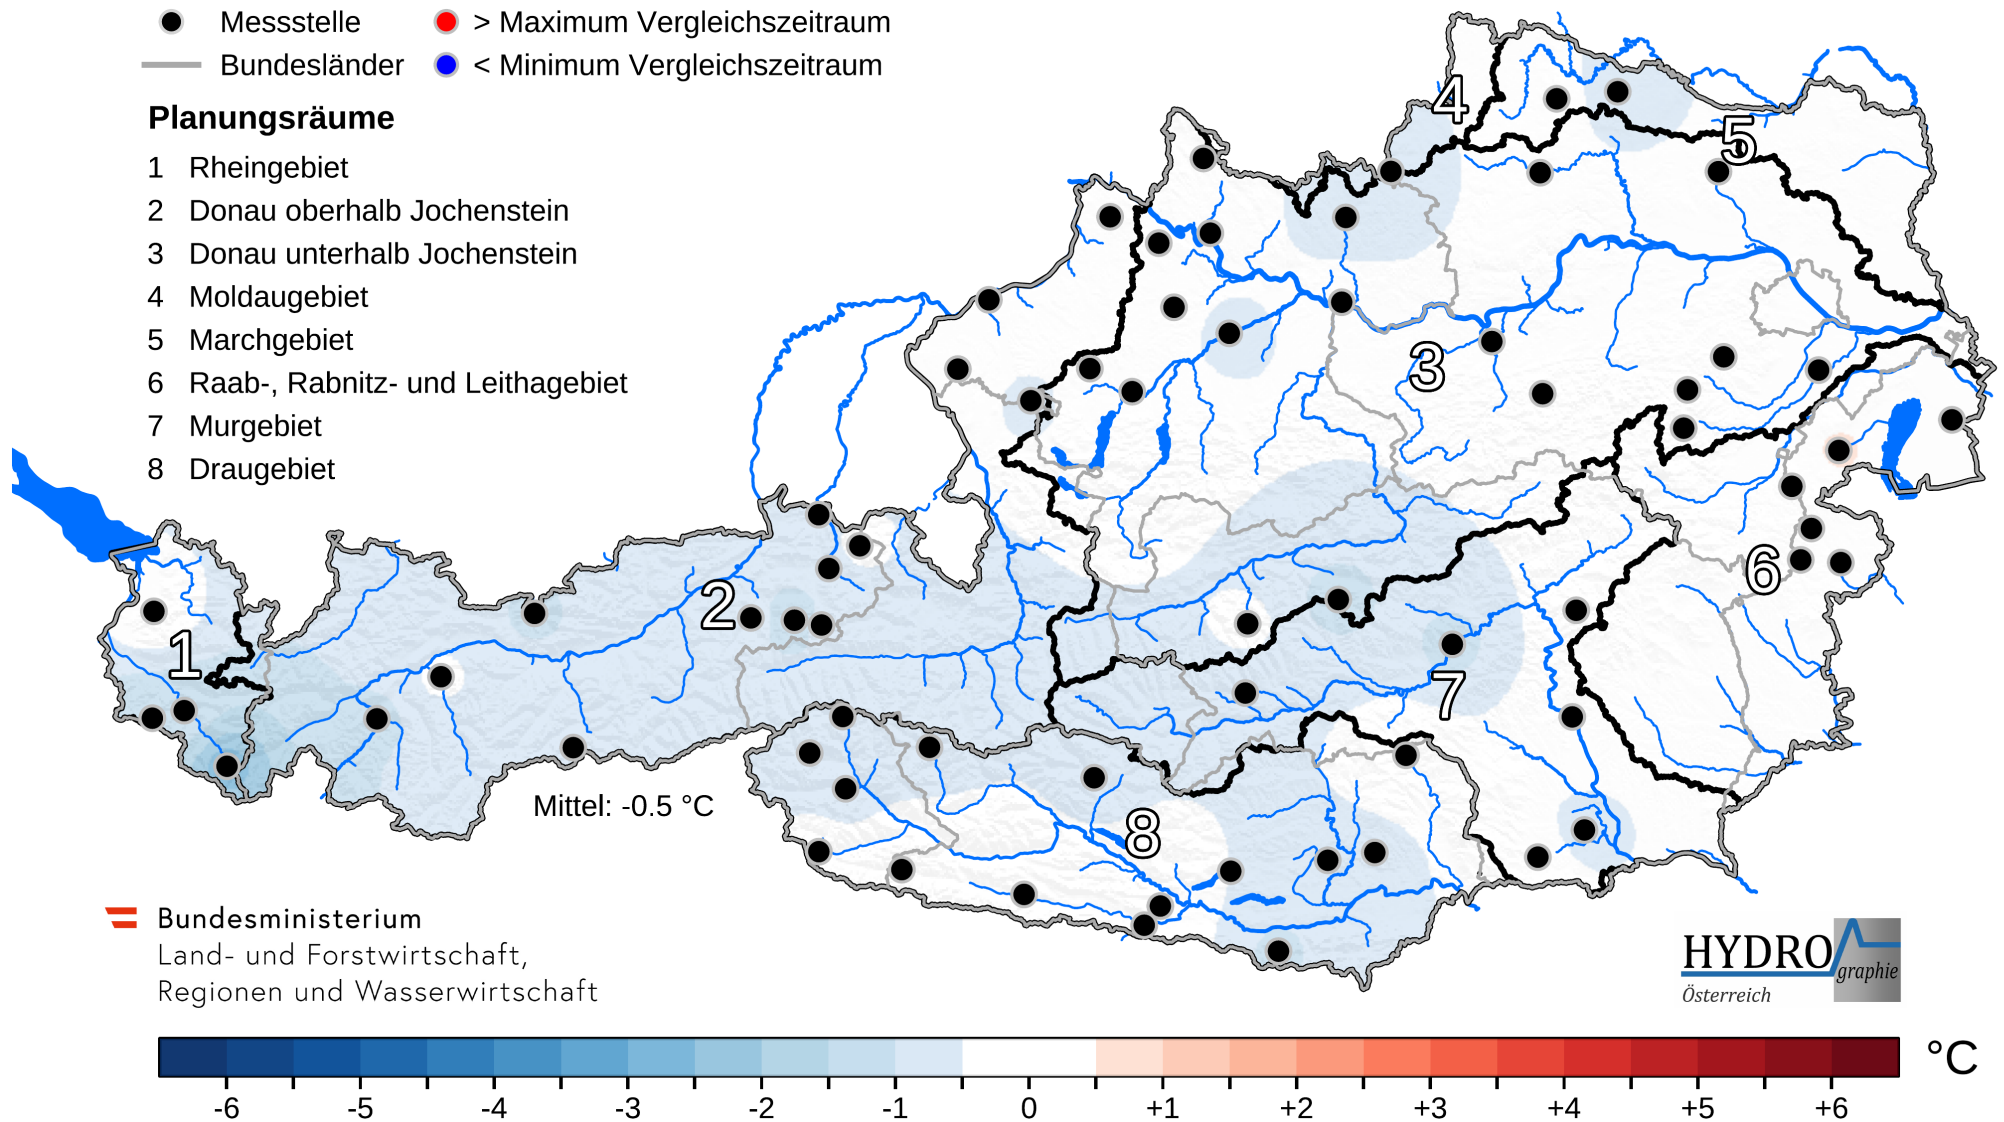 Messstelle
> Maximum Vergleichszeitraum
Bundesländer
< Minimum Vergleichszeitraum
Planungsräume
1 Rheingebiet
2 Donau oberhalb Jochenstein
3 Donau unterhalb Jochenstein
4 Moldaugebiet
5 Marchgebiet
6 Raab-, Rabnitz- und Leithagebiet
7 Murgebiet
8 Draugebiet
4
5
3
6
2
1
7
8
Mittel: -0.5 °C
Bundesministerium
Land- und Forstwirtschaft,
Regionen und Wasserwirtschaft
HYDRO
graphie
Österreich
°C
-6 -5 -4 -3 -2 -1 0 +1 +2 +3 +4 +5 +6